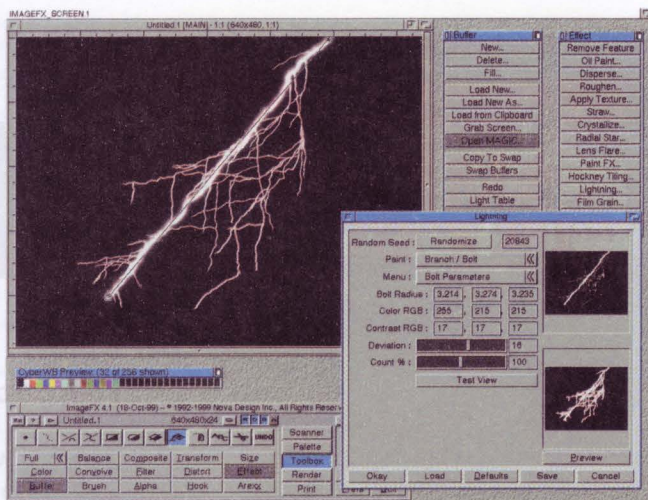 IMAGEFX_SCREEN.1
Untitled.1 [MAIN] - 1:1 (640x480, 1:1)
Buffer
New...
Delete...
Fill...
Load New...
Load New As...
Load from Clipboard
Grab Screen...
Open MAGIC...
Copy To Swap
Swap Buffers
Redo
Light Table
Effect
Remove Feature
Oil Paint...
Disperse...
Roughen...
Apply Texture...
Straw...
Crystallize...
Radial Star...
Lens Flare...
Paint FX...
Hockney Tiling...
Lightning...
Film Grain...
Lightning
Random Seed : Randomize 20843
Paint : Branch / Bolt
Menu : Bolt Parameters
Bolt Radius : 3.214 , 3.274 , 3.235
Color RGB : 255 , 215 , 215
Contrast RGB : 17 , 17 , 17
Deviation : 16
Count % : 100
Test View
Preview
Okay Load Defaults Save Cancel
CyberWB Preview: (32 of 256 shown)
ImageFX 4.1 (18-Oct-99) – © 1992-1999 Nova Design Inc., All Rights Reser
? Untitled.1 640x480x24
UNDO
Full Balance Composite Transform Size
Color Convolve Filter Distort Effect
Buffer Brush Alpha Hook Arexx
Scanner
Palette
Toolbox
Render
Print